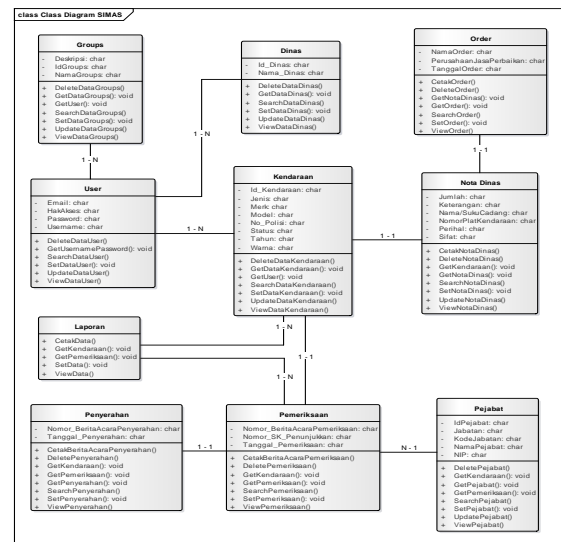 class Class Diagram SIMAS
Groups
- Deskripsi: char
- IdGroups: char
- NamaGroups: char
+ DeleteDataGroups()
+ GetDataGroups(): void
+ GetUser(): void
+ SearchDataGroups()
+ SetDataGroups(): void
+ UpdateDataGroups()
+ ViewDataGroups()
Dinas
- Id_Dinas: char
- Nama_Dinas: char
+ DeleteDataDinas()
+ GetDataDinas(): void
+ SearchDataDinas()
+ SetDataDinas(): void
+ UpdateDataDinas()
+ ViewDataDinas()
Order
- NamaOrder: char
- PerusahaanJasaPerbaikan: char
- TanggalOrder: char
+ CetakOrder()
+ DeleteOrder()
+ GetNotaDinas(): void
+ GetOrder(): void
+ SearchOrder()
+ SetOrder(): void
+ ViewOrder()
1 - N
1 - N
1 - 1
User
- Email: char
- HakAkses: char
- Password: char
- Username: char
+ DeleteDataUser()
+ GetUsernamePassword(): void
+ SearchDataUser()
+ SetDataUser(): void
+ UpdateDataUser()
+ ViewDataUser()
1 - N
Kendaraan
- Id_Kendaraan: char
- Jenis: char
- Merk: char
- Model: char
- No_Polisi: char
- Status: char
- Tahun: char
- Warna: char
+ DeleteDataKendaraan()
+ GetDataKendaraan(): void
+ GetUser(): void
+ SearchDataKendaraan()
+ SetDataKendaraan(): void
+ UpdateDataKendaraan()
+ ViewDataKendaraan()
1 - 1
Nota Dinas
- Jumlah: char
- Keterangan: char
- Nama/SukuCadang: char
- NomorPlatKendaraan: char
- Perihal: char
- Sifat: char
+ CetakNotaDinas()
+ DeleteNotaDinas()
+ GetKendaraan(): void
+ GetNotaDinas(): void
+ SearchNotaDinas()
+ SetNotaDinas(): void
+ UpdateNotaDinas()
+ ViewNotaDinas()
Laporan
+ CetakData()
+ GetKendaraan(): void
+ GetPemeriksaan(): void
+ SetData(): void
+ ViewData()
1 - N
1 - 1
1 - N
Penyerahan
- Nomor_BeritaAcaraPenyerahan: char
- Tanggal_Penyerahan: char
+ CetakBeritaAcaraPenyerahan()
+ DeletePenyerahan()
+ GetKendaraan(): void
+ GetPemeriksaan(): void
+ GetPenyerahan(): void
+ SearchPenyerahan()
+ SetPenyerahan(): void
+ ViewPenyerahan()
1 - 1
Pemeriksaan
- Nomor_BeritaAcaraPemeriksaan: char
- Nomor_SK_Penunjukkan: char
- Tanggal_Pemeriksaan: char
+ CetakBeritaAcaraPemeriksaan()
+ DeletePemeriksaan()
+ GetKendaraan(): void
+ GetPemeriksaan(): void
+ SearchPemeriksaan()
+ SetPemeriksaan(): void
+ ViewPemeriksaan()
N - 1
Pejabat
- IdPejabat: char
- Jabatan: char
- KodeJabatan: char
- NamaPejabat: char
- NIP: char
+ DeletePejabat()
+ GetKendaraan(): void
+ GetPejabat(): void
+ GetPemeriksaan(): void
+ SearchPejabat()
+ SetPejabat(): void
+ UpdatePejabat()
+ ViewPejabat()